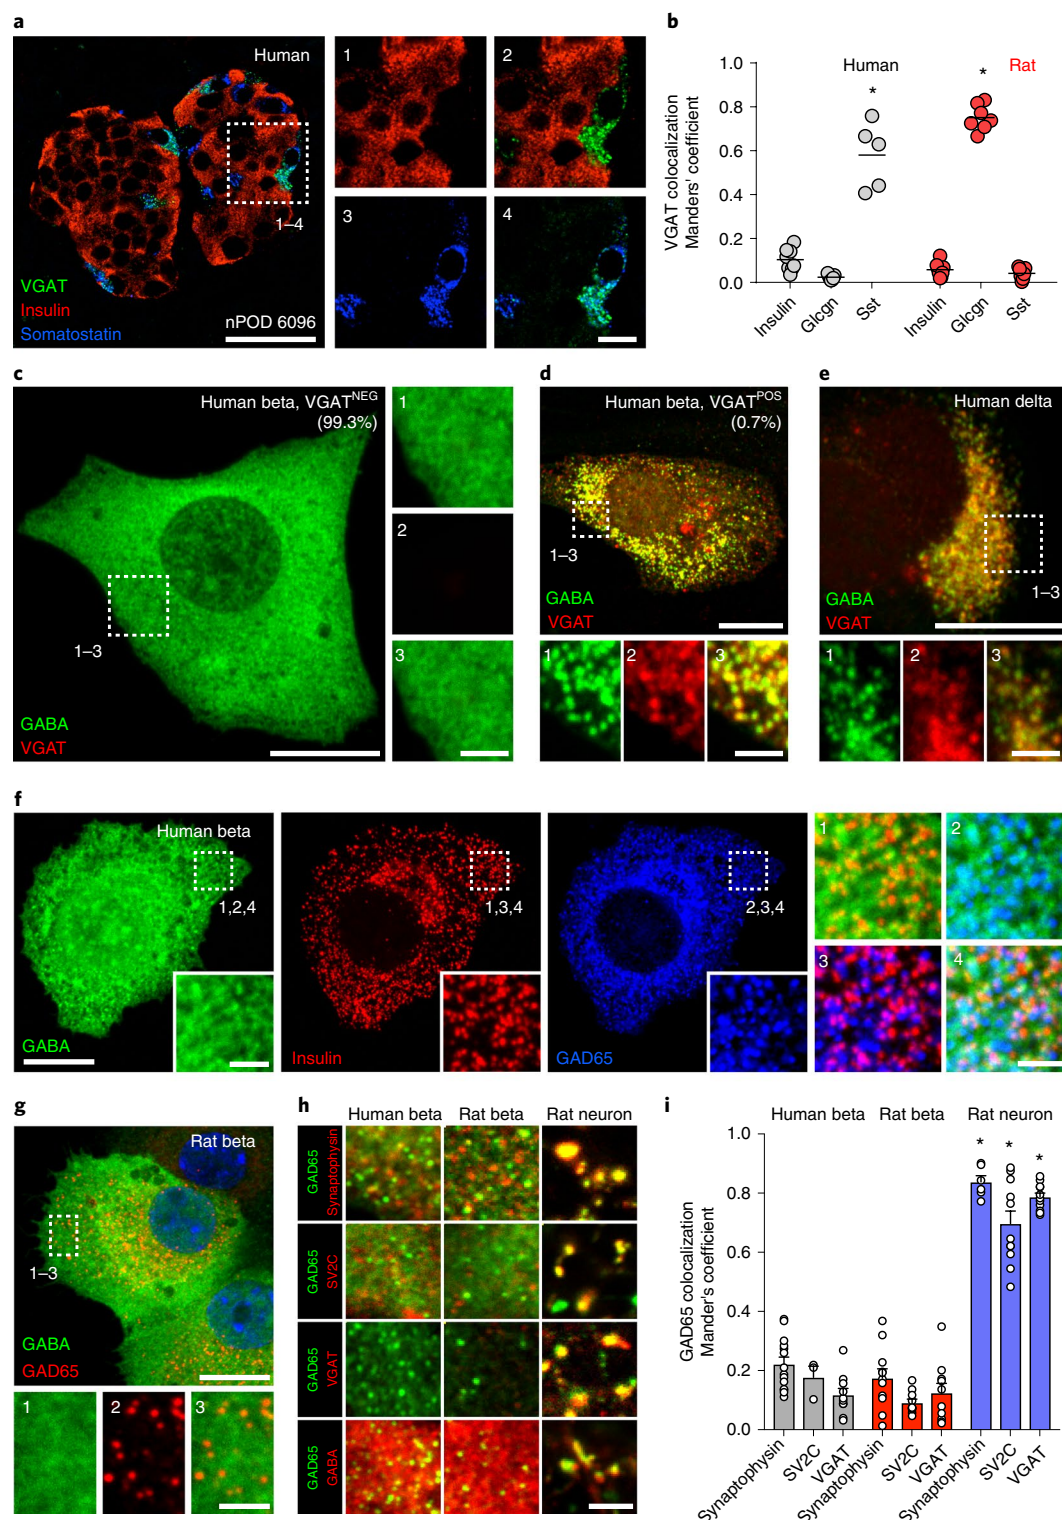 a
Human
1–4
VGAT
Insulin
Somatostatin
nPOD 6096
1
2
3
4
b
VGAT colocalization
Manders' coefficient
1.0
0.8
0.6
0.4
0.2
0.0
Human
Rat
*
*
Insulin
Glcgn
Sst
Insulin
Glcgn
Sst
c
Human beta, VGATNEG
(99.3%)
1–3
GABA
VGAT
1
2
3
d
Human beta, VGATPOS
(0.7%)
1–3
GABA
VGAT
1
2
3
e
Human delta
1–3
GABA
VGAT
1
2
3
f
Human beta
1,2,4
GABA
1,3,4
Insulin
2,3,4
GAD65
1
2
3
4
g
Rat beta
1–3
GABA
GAD65
1
2
3
h
Human beta
Rat beta
Rat neuron
GAD65
Synaptophysin
GAD65
SV2C
GAD65
VGAT
GAD65
GABA
i
Human beta
Rat beta
Rat neuron
GAD65 colocalization
Mander's coefficient
1.0
0.8
0.6
0.4
0.2
0.0
*
*
*
Synaptophysin
SV2C
VGAT
Synaptophysin
SV2C
VGAT
Synaptophysin
SV2C
VGAT